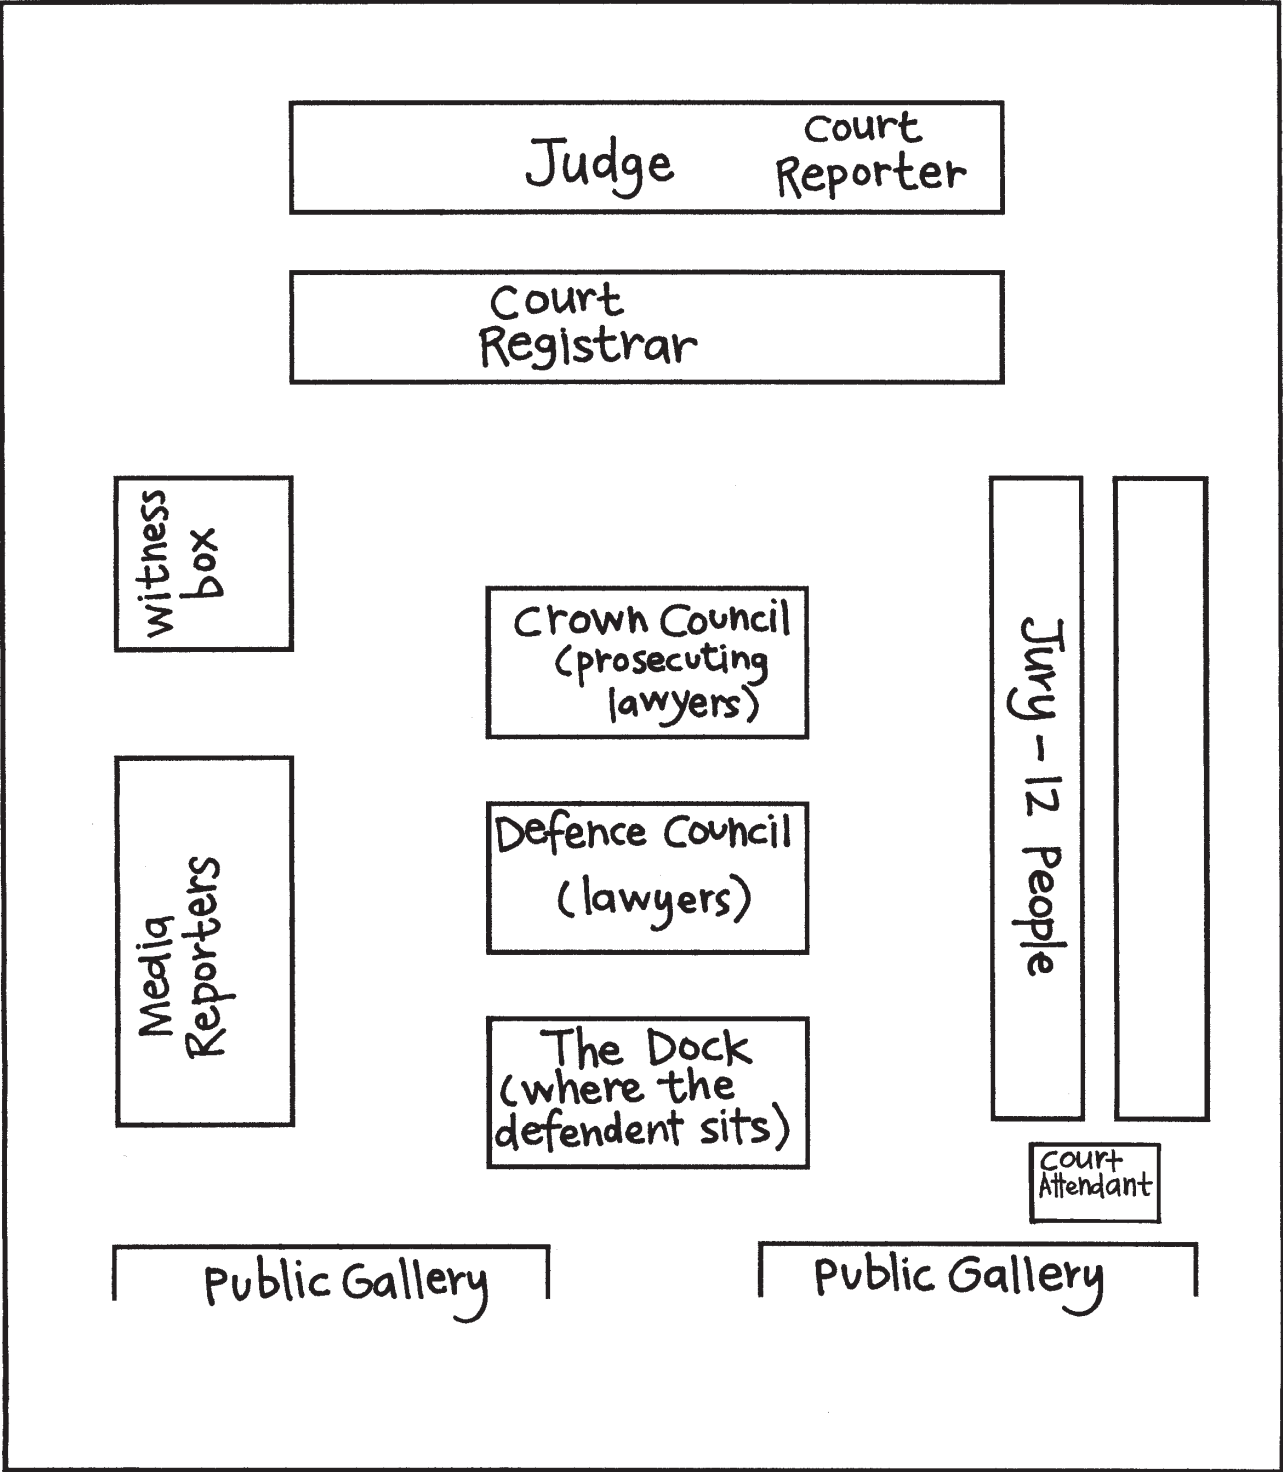 Judge
Court
Reporter
Court
Registrar
Witness
box
Crown Council
(prosecuting
lawyers)
Jury - 12 People
Defence Council
(lawyers)
Media
Reporters
The Dock
(where the
defendent sits)
Court
Attendant
Public Gallery
Public Gallery